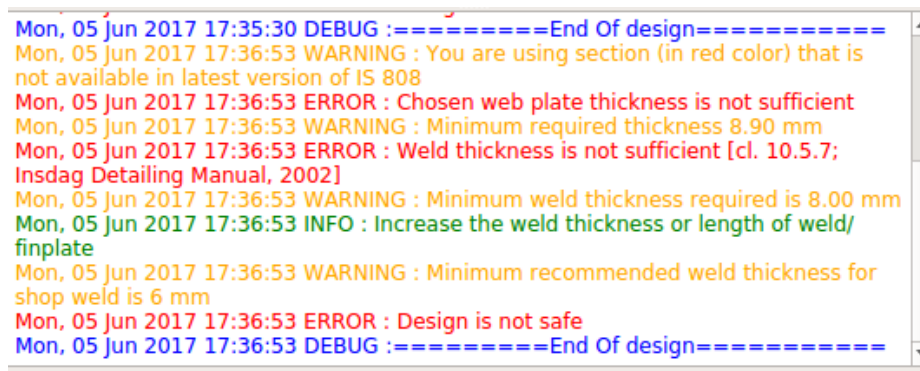 Mon, 05 Jun 2017 17:35:30 DEBUG :=========End Of design===========
Mon, 05 Jun 2017 17:36:53 WARNING : You are using section (in red color) that is
not available in latest version of IS 808
Mon, 05 Jun 2017 17:36:53 ERROR : Chosen web plate thickness is not sufficient
Mon, 05 Jun 2017 17:36:53 WARNING : Minimum required thickness 8.90 mm
Mon, 05 Jun 2017 17:36:53 ERROR : Weld thickness is not sufficient [cl. 10.5.7;
Insdag Detailing Manual, 2002]
Mon, 05 Jun 2017 17:36:53 WARNING : Minimum weld thickness required is 8.00 mm
Mon, 05 Jun 2017 17:36:53 INFO : Increase the weld thickness or length of weld/
finplate
Mon, 05 Jun 2017 17:36:53 WARNING : Minimum recommended weld thickness for
shop weld is 6 mm
Mon, 05 Jun 2017 17:36:53 ERROR : Design is not safe
Mon, 05 Jun 2017 17:36:53 DEBUG :=========End Of design===========